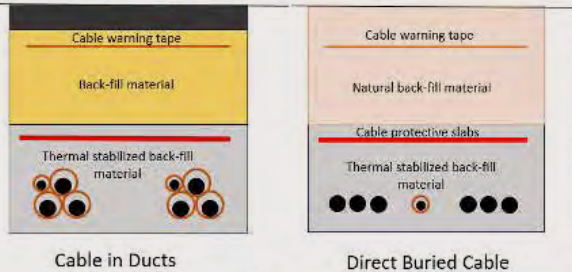 Cable warning tape
Back-fill material
Thermal stabilized back-fill
material
Cable in Ducts
Cable warning tape
Natural back-fill material
Cable protective slabs
Thermal stabilized back-fill
material
Direct Buried Cable